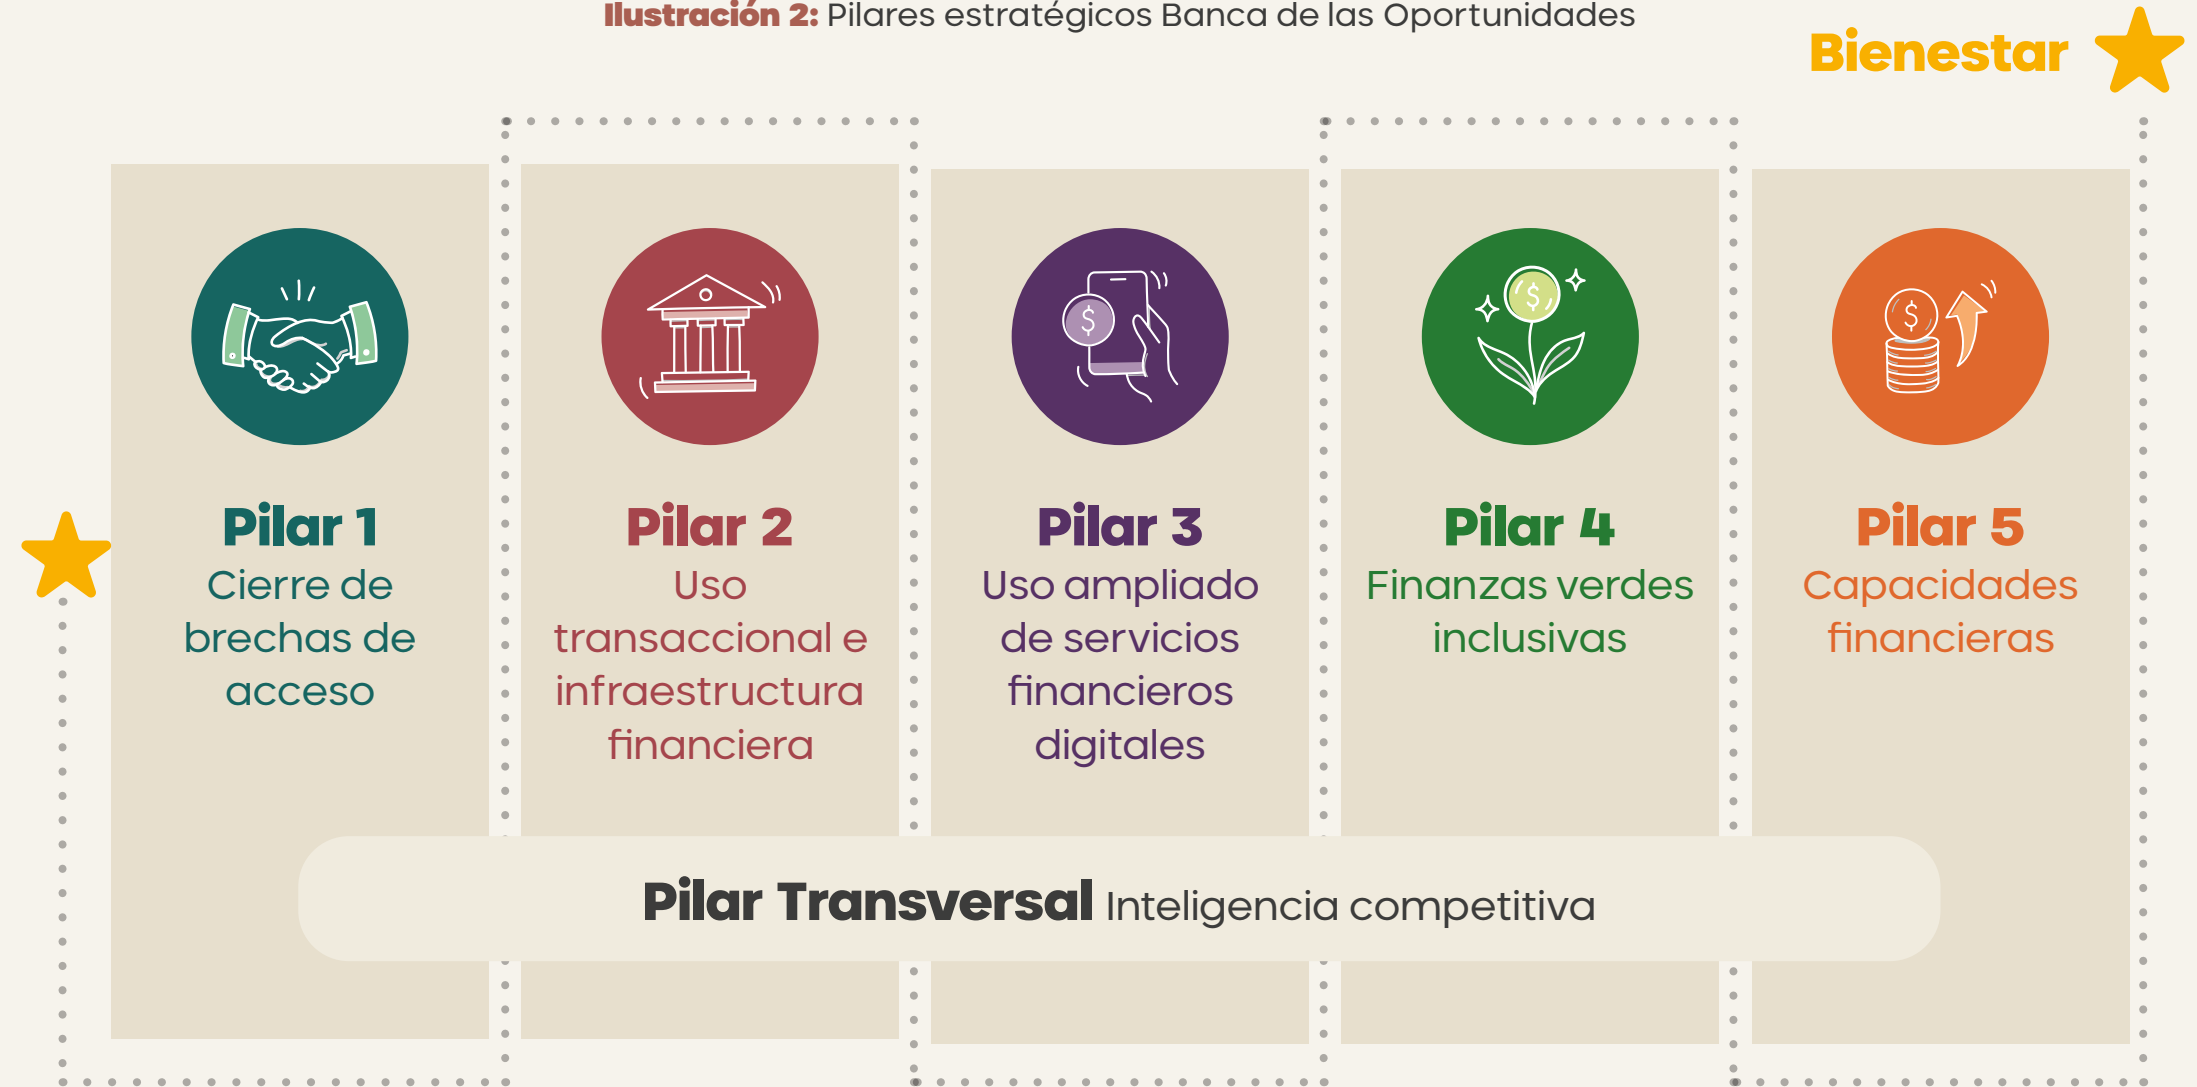 Ilustración 2: Pilares estratégicos Banca de las Oportunidades
Bienestar
Pilar 1
Cierre de
brechas de
acceso
Pilar 2
Uso
transaccional e
infraestructura
financiera
Pilar 3
Uso ampliado
de servicios
financieros
digitales
Pilar 4
Finanzas verdes
inclusivas
Pilar 5
Capacidades
financieras
Pilar Transversal Inteligencia competitiva